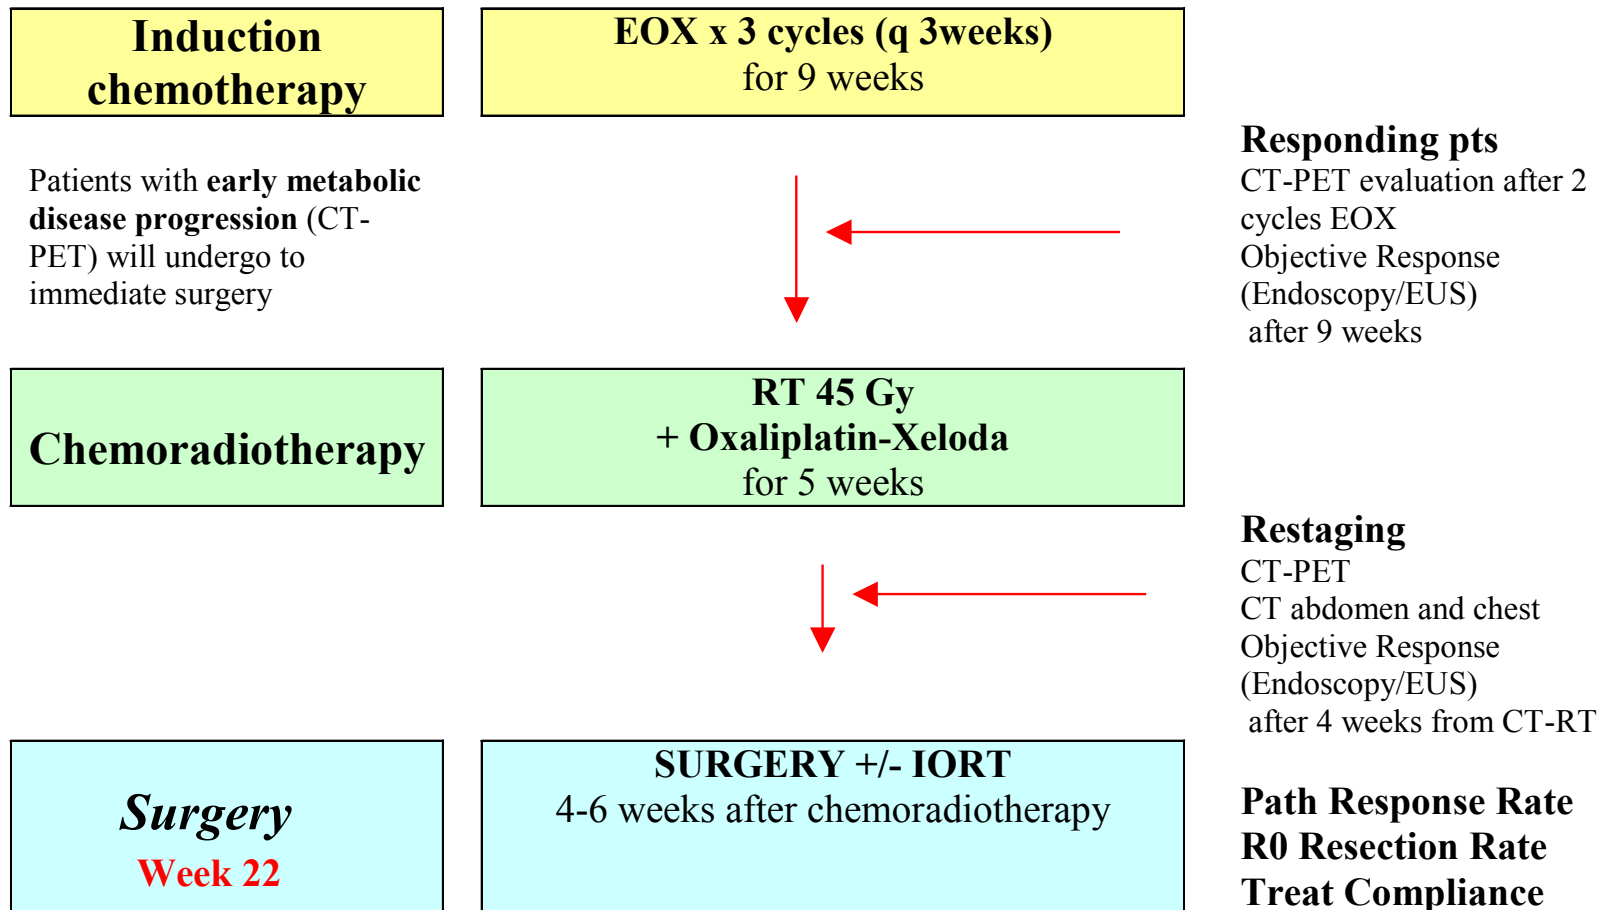 Induction
chemotherapy
EOX x 3 cycles (q 3weeks)
for 9 weeks
Patients with early metabolic
disease progression (CT-
PET) will undergo to
immediate surgery
Responding pts
CT-PET evaluation after 2
cycles EOX
Objective Response
(Endoscopy/EUS)
after 9 weeks
Chemoradiotherapy
RT 45 Gy
+ Oxaliplatin-Xeloda
for 5 weeks
Restaging
CT-PET
CT abdomen and chest
Objective Response
(Endoscopy/EUS)
after 4 weeks from CT-RT
Surgery
Week 22
SURGERY +/- IORT
4-6 weeks after chemoradiotherapy
Path Response Rate
R0 Resection Rate
Treat Compliance